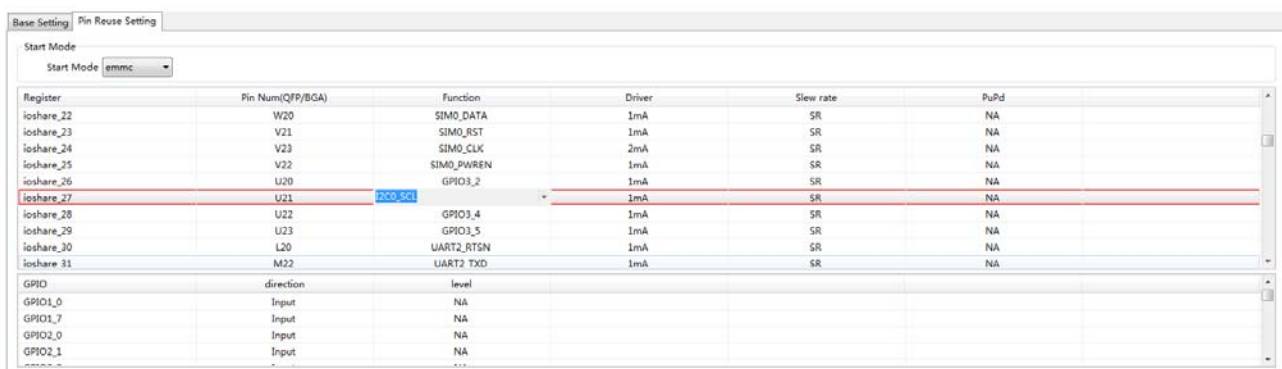 Base Setting Pin Reuse Setting
Start Mode
Start Mode emmc
Register Pin Num(QFP/BGA) Function Driver Slew rate PuPd
ioshare_22 W20 SIM0_DATA 1mA SR NA
ioshare_23 V21 SIM0_RST 1mA SR NA
ioshare_24 V23 SIM0_CLK 2mA SR NA
ioshare_25 V22 SIM0_PWREN 1mA SR NA
ioshare_26 U20 GPIO3_2 1mA SR NA
ioshare_27 U21 I2C0_SCL 1mA SR NA
ioshare_28 U22 GPIO3_4 1mA SR NA
ioshare_29 U23 GPIO3_5 1mA SR NA
ioshare_30 L20 UART2_RTSN 1mA SR NA
ioshare_31 M22 UART2_TXD 1mA SR NA
GPIO direction level
GPIO1_0 Input NA
GPIO1_7 Input NA
GPIO2_0 Input NA
GPIO2_1 Input NA